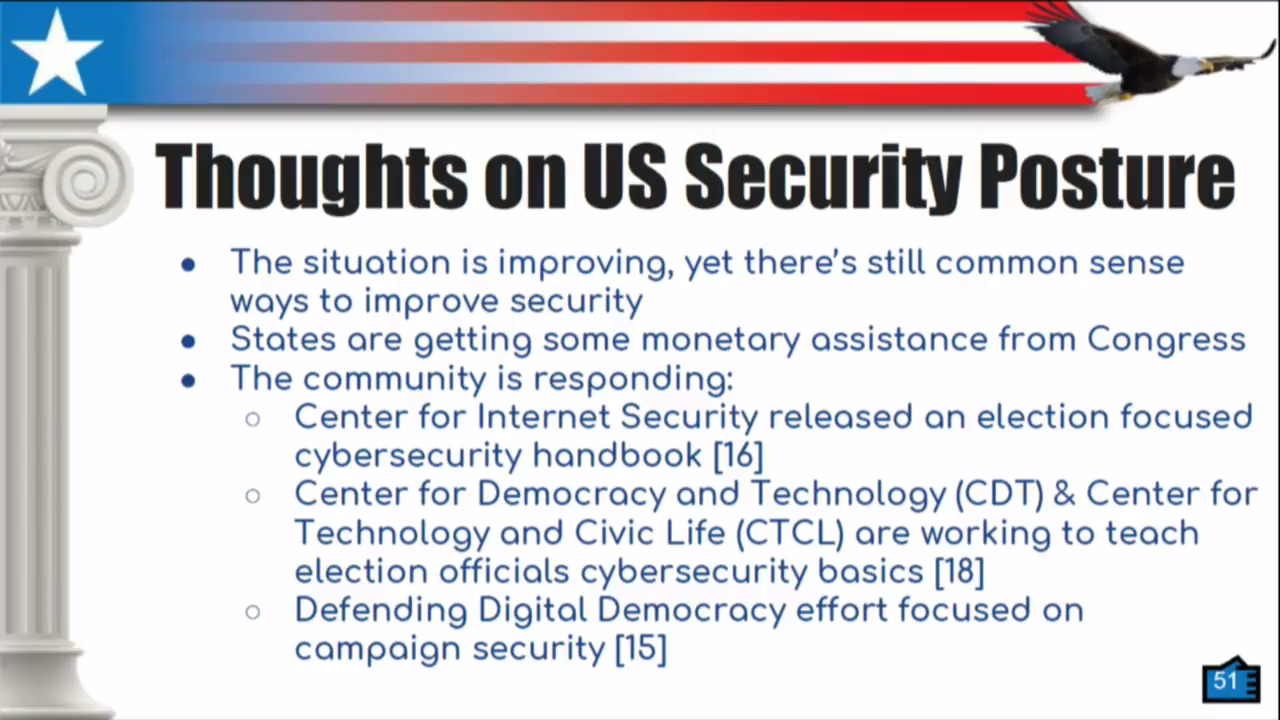 Thoughts on US Security Posture
● The situation is improving, yet there's still common sense
ways to improve security
● States are getting some monetary assistance from Congress
● The community is responding:
○ Center for Internet Security released an election focused
cybersecurity handbook [16]
○ Center for Democracy and Technology (CDT) & Center for
Technology and Civic Life (CTCL) are working to teach
election officials cybersecurity basics [18]
○ Defending Digital Democracy effort focused on
campaign security [15]
51